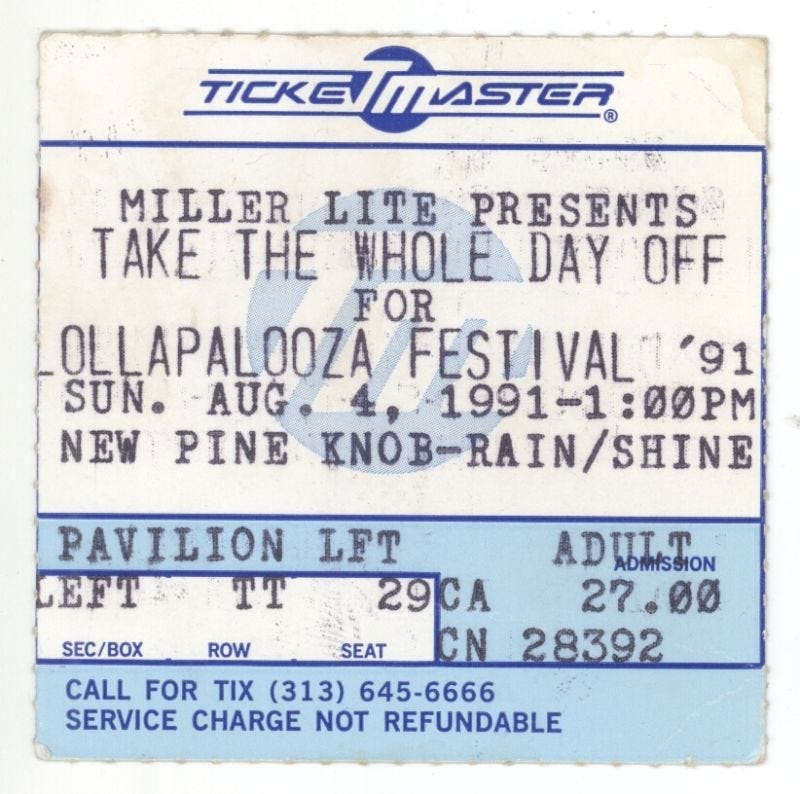 TICKETMASTER®
MILLER LITE PRESENTS
TAKE THE WHOLE DAY OFF
FOR
LOLLAPALOOZA FESTIVAL '91
SUN. AUG. 4, 1991-1:00PM
NEW PINE KNOB-RAIN/SHINE
PAVILION LFT ADULT
ADMISSION
LEFT TT 29 CA 27.00
SEC/BOX ROW SEAT CN 28392
CALL FOR TIX (313) 645-6666
SERVICE CHARGE NOT REFUNDABLE